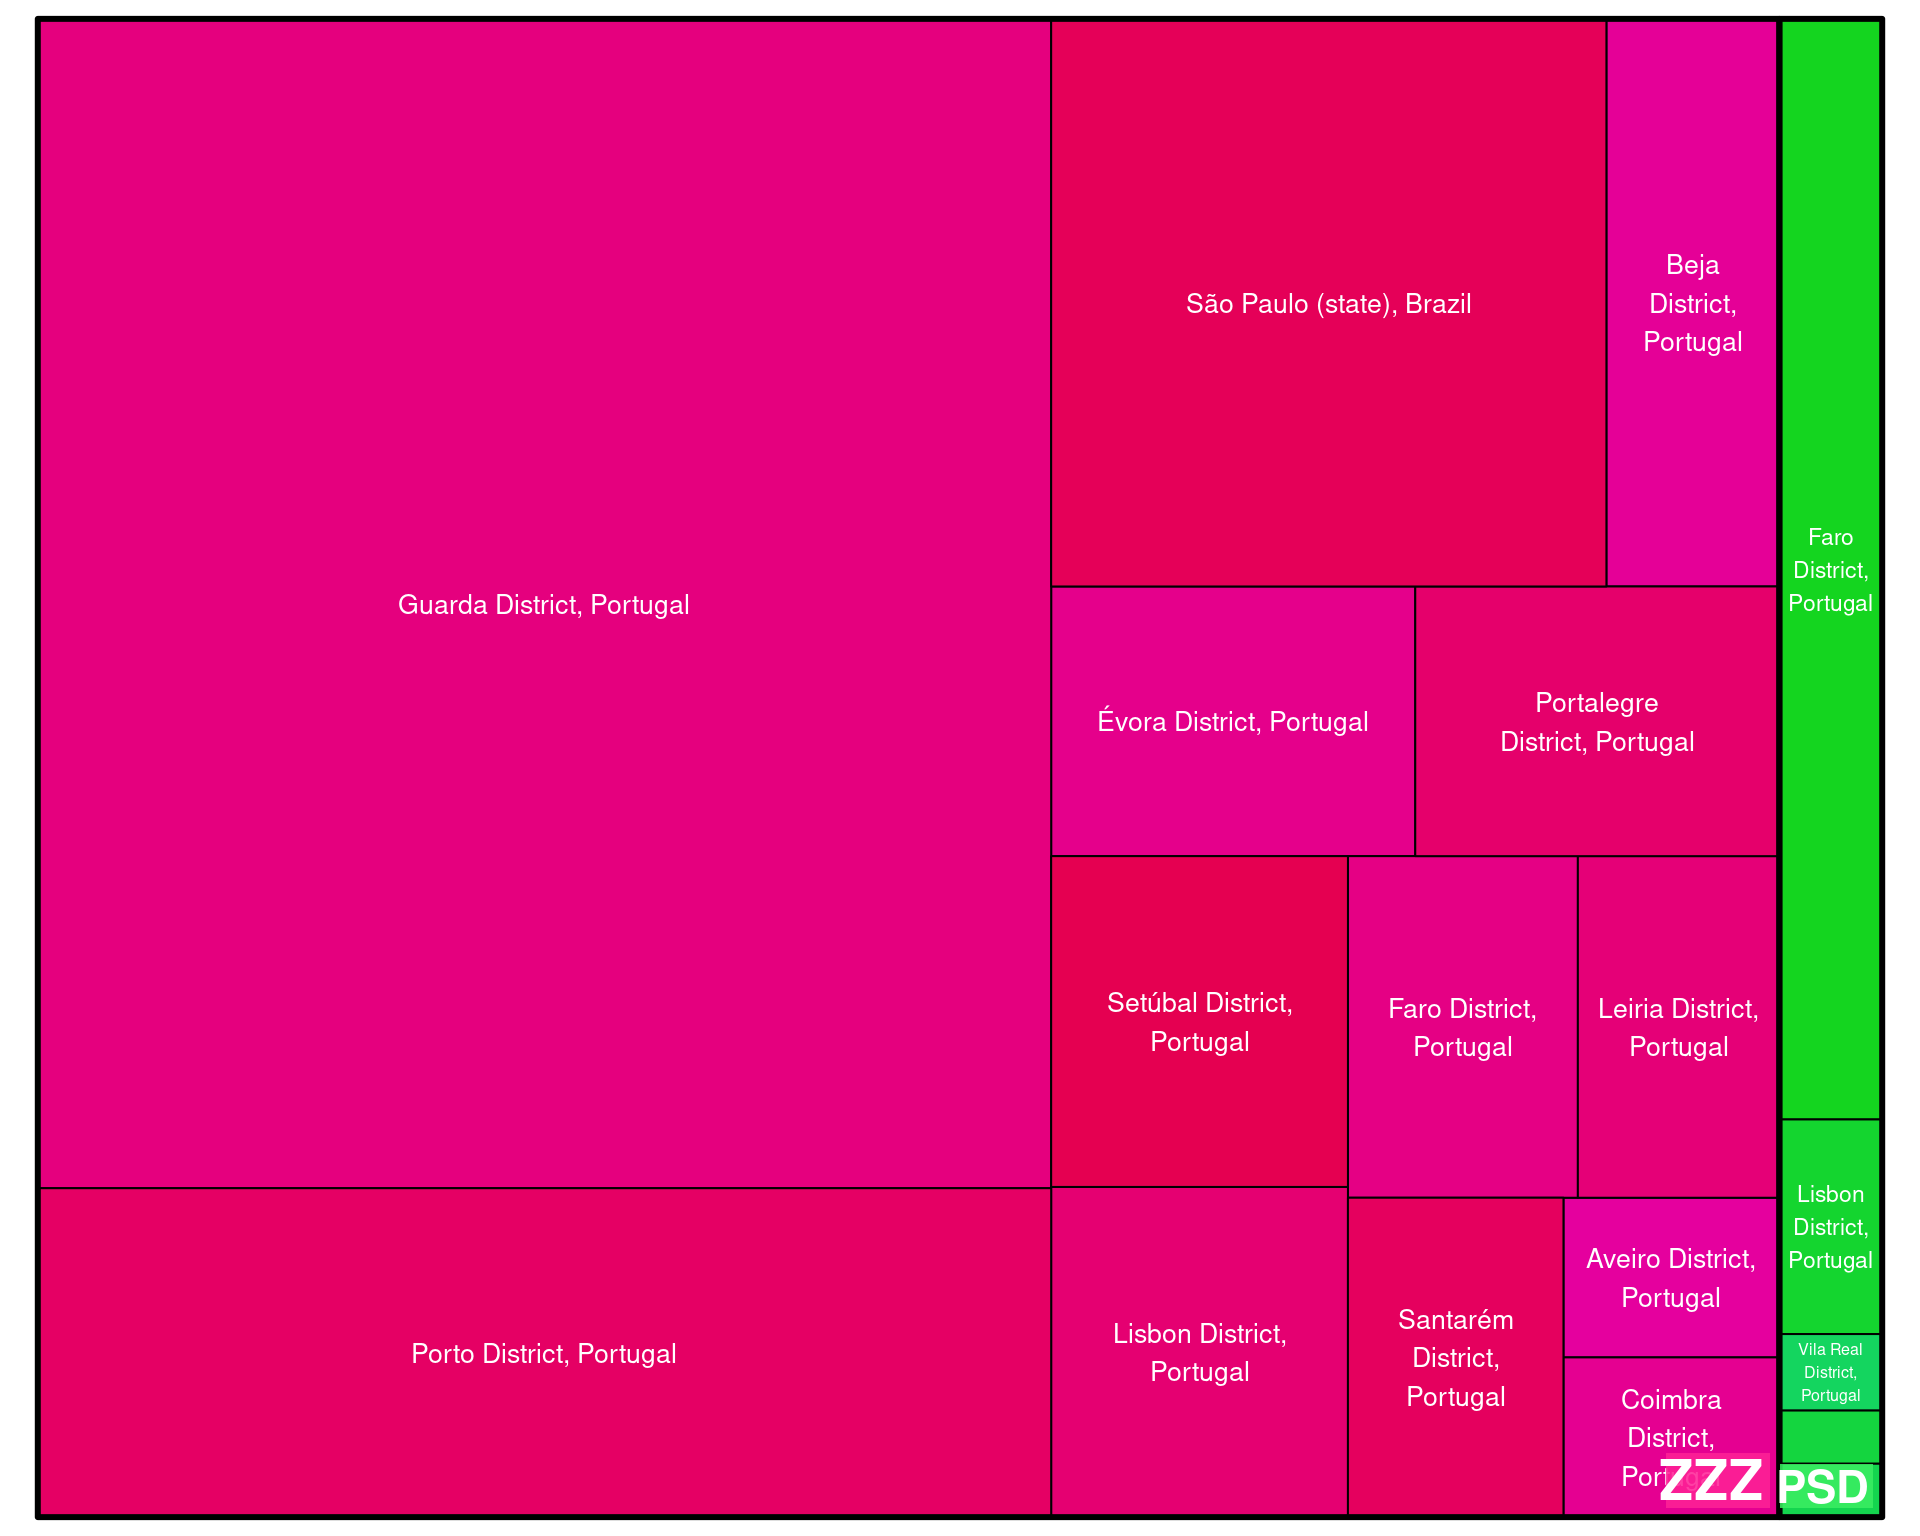 Guarda District, Portugal
Porto District, Portugal
São Paulo (state), Brazil
Beja
District,
Portugal
Évora District, Portugal
Portalegre
District, Portugal
Setúbal District,
Portugal
Faro District,
Portugal
Leiria District,
Portugal
Lisbon District,
Portugal
Santarém
District,
Portugal
Aveiro District,
Portugal
Coimbra
District,
Portugal
ZZZ
Faro
District,
Portugal
Lisbon
District,
Portugal
Vila Real
District,
Portugal
PSD